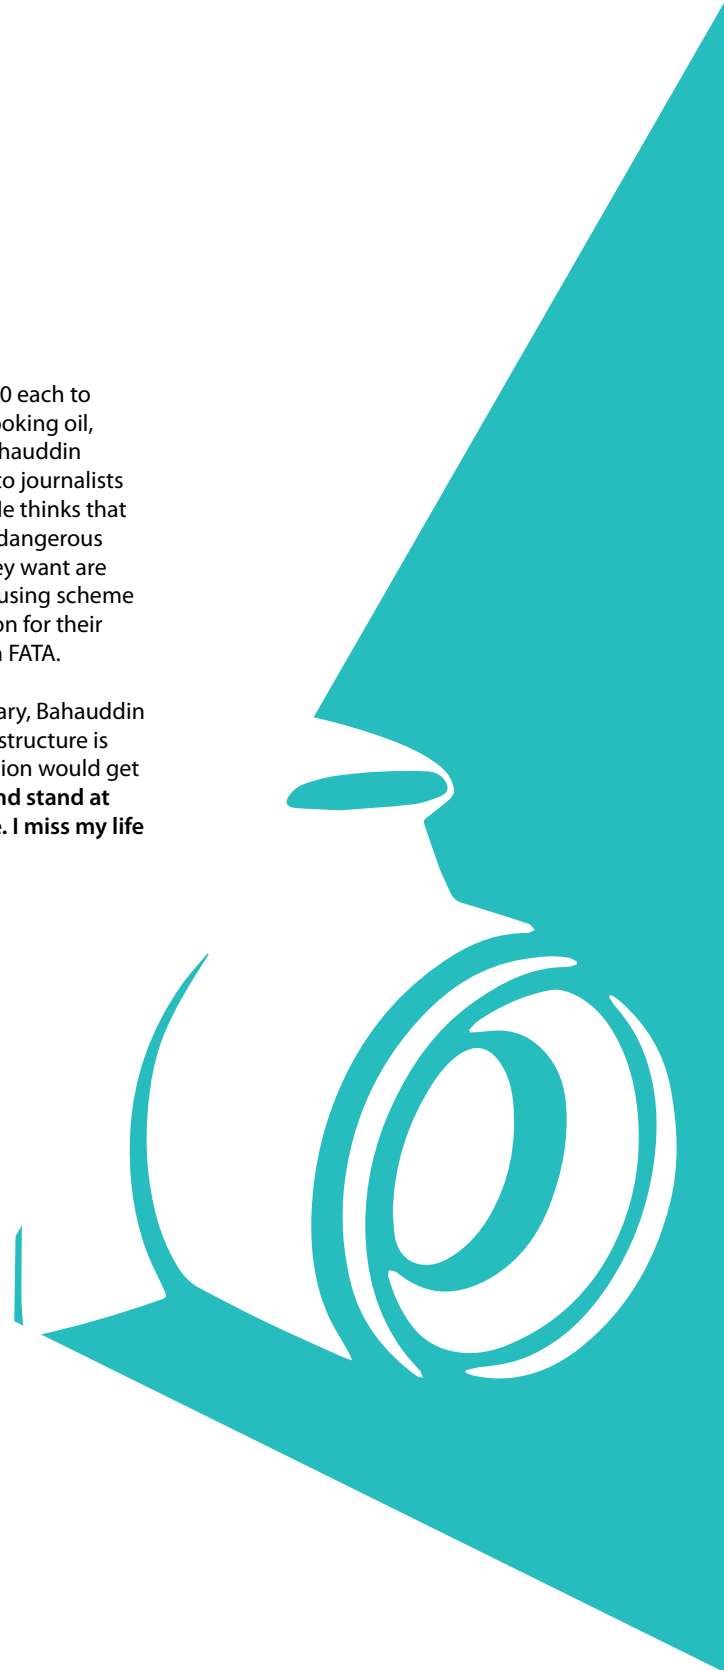 0 each to
oking oil,
hauddin
to journalists
le thinks that
dangerous
ey want are
using scheme
on for their
n FATA.
ary, Bahauddin
structure is
ion would get
nd stand at
e. I miss my life